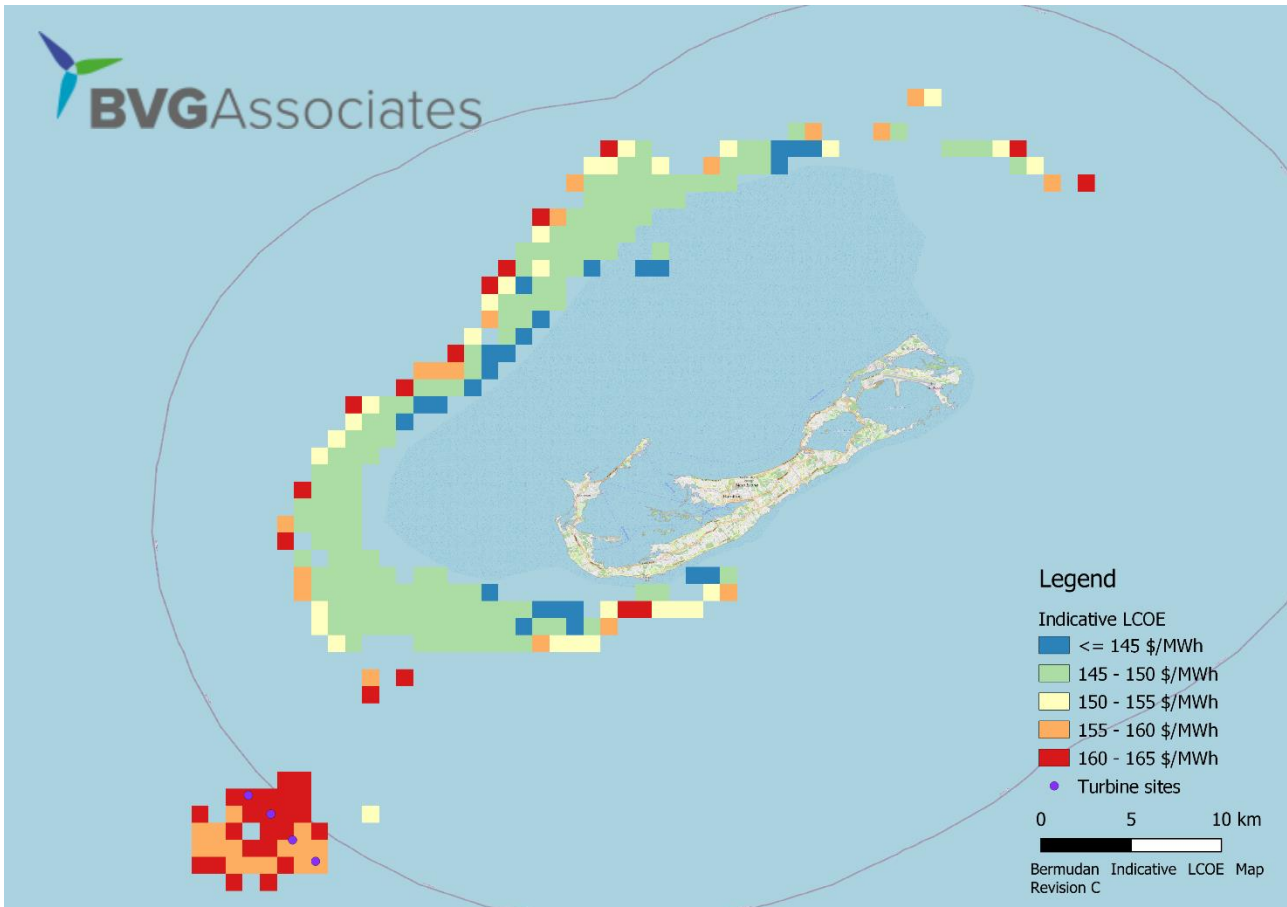 BVGAssociates
Legend
Indicative LCOE
<= 145 $/MWh
145 - 150 $/MWh
150 - 155 $/MWh
155 - 160 $/MWh
160 - 165 $/MWh
Turbine sites
0 5 10 km
Bermudan Indicative LCOE Map
Revision C